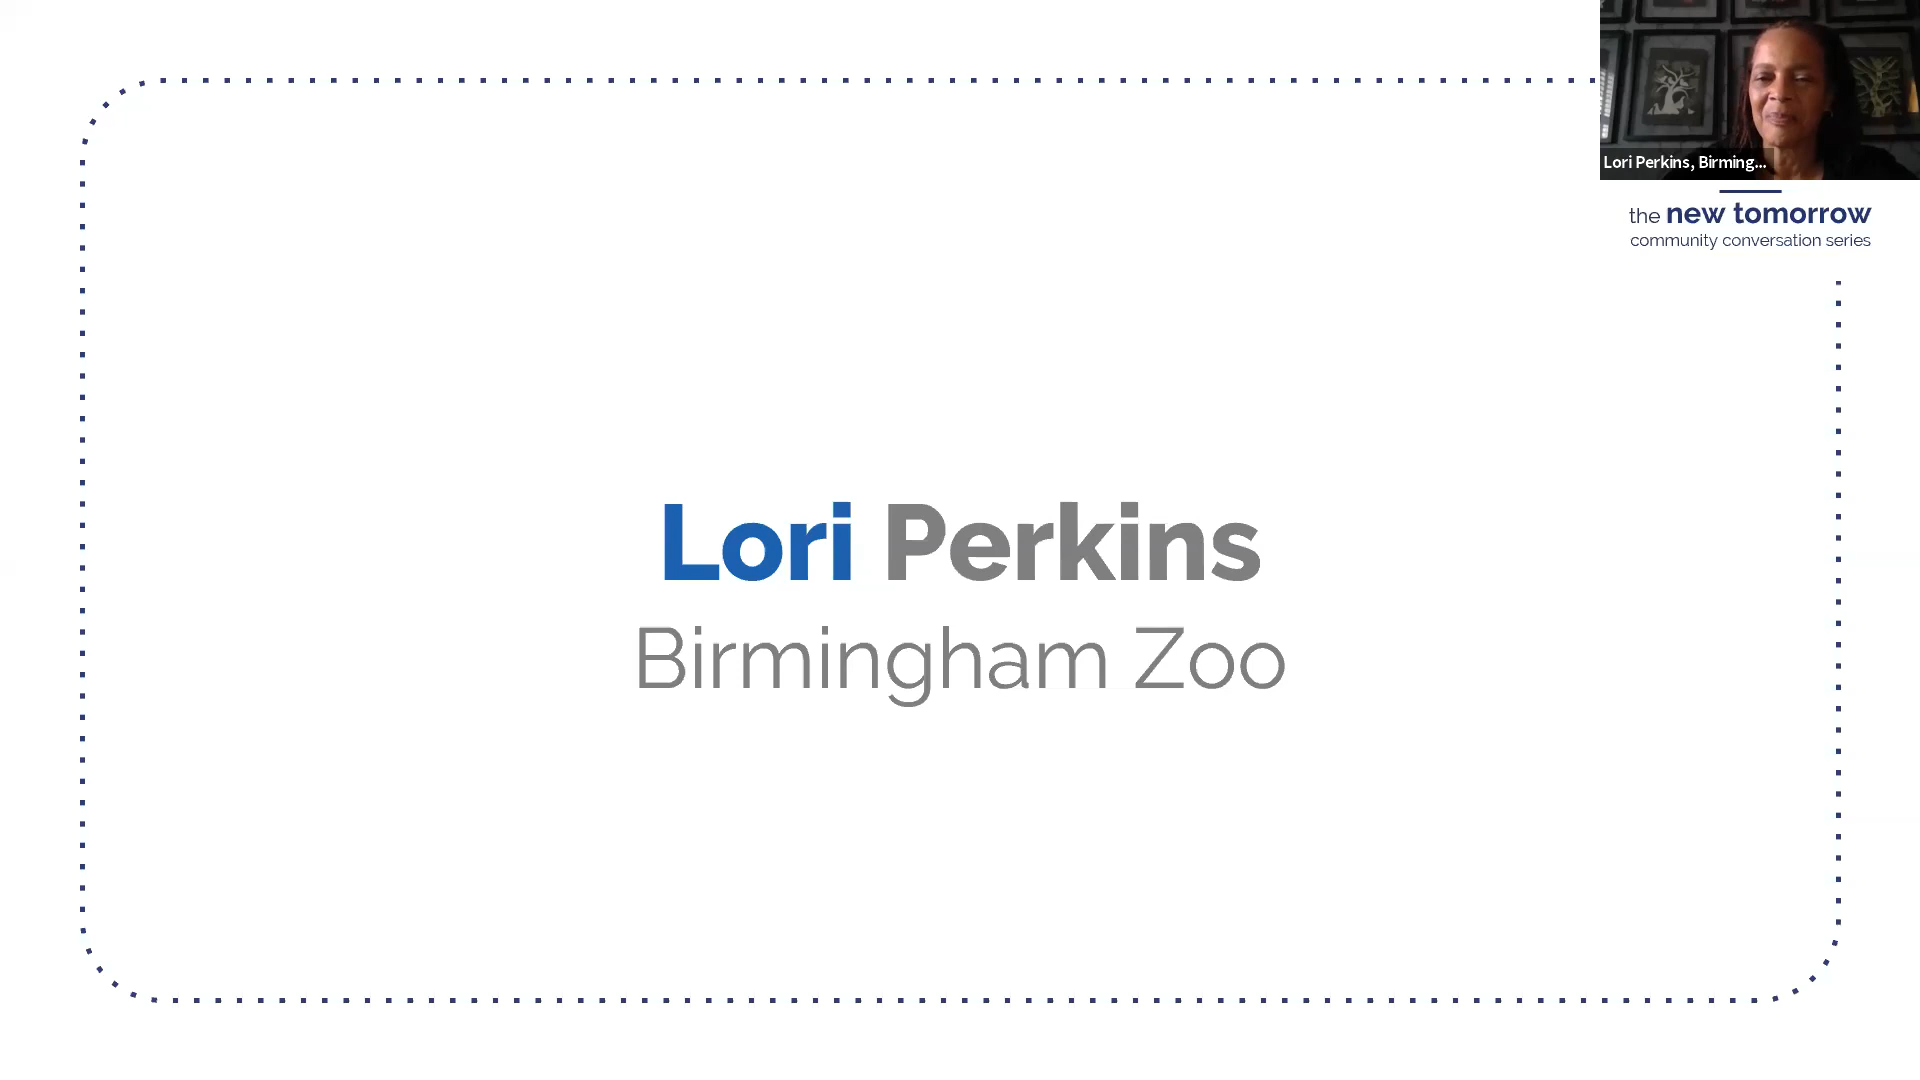 Lori Perkins, Birming...
the new tomorrow
community conversation series
Lori Perkins
Birmingham Zoo